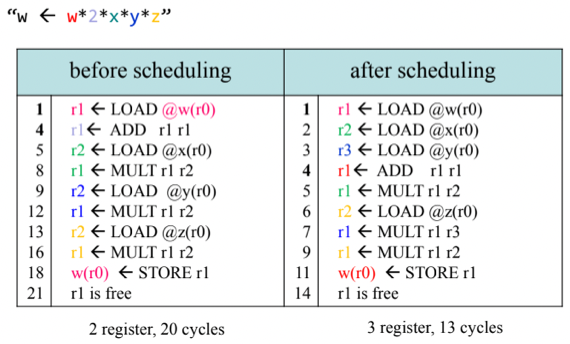 “w ← w*2*x*y*z”
before scheduling after scheduling
1 r1 ← LOAD @w(r0) 1 r1 ← LOAD @w(r0)
4 r1← ADD r1 r1 2 r2 ← LOAD @x(r0)
5 r2 ← LOAD @x(r0) 3 r3 ← LOAD @y(r0)
8 r1 ← MULT r1 r2 4 r1← ADD r1 r1
9 r2 ← LOAD @y(r0) 5 r1 ← MULT r1 r2
12 r1 ← MULT r1 r2 6 r2 ← LOAD @z(r0)
13 r2 ← LOAD @z(r0) 7 r1 ← MULT r1 r3
16 r1 ← MULT r1 r2 9 r1 ← MULT r1 r2
18 w(r0) ← STORE r1 11 w(r0) ← STORE r1
21 r1 is free 14 r1 is free
2 register, 20 cycles 3 register, 13 cycles